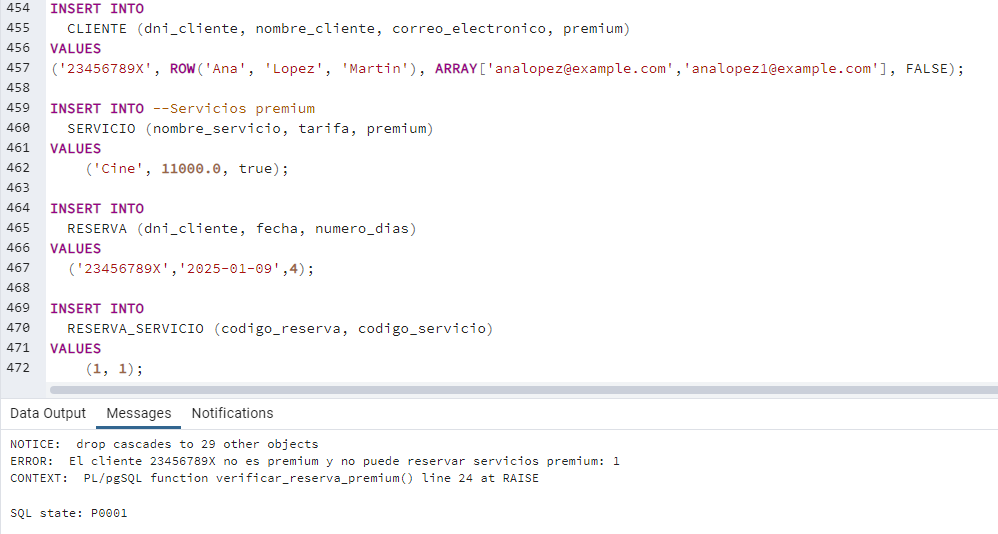 454 INSERT INTO
455   CLIENTE (dni_cliente, nombre_cliente, correo_electronico, premium)
456 VALUES
457 ('23456789X', ROW('Ana', 'Lopez', 'Martin'), ARRAY['analopez@example.com','analopez1@example.com'], FALSE);
458
459 INSERT INTO --Servicios premium
460   SERVICIO (nombre_servicio, tarifa, premium)
461 VALUES
462     ('Cine', 11000.0, true);
463
464 INSERT INTO
465   RESERVA (dni_cliente, fecha, numero_dias)
466 VALUES
467   ('23456789X','2025-01-09',4);
468
469 INSERT INTO
470   RESERVA_SERVICIO (codigo_reserva, codigo_servicio)
471 VALUES
472     (1, 1);
Data Output Messages Notifications
NOTICE:  drop cascades to 29 other objects
ERROR:  El cliente 23456789X no es premium y no puede reservar servicios premium: 1
CONTEXT:  PL/pgSQL function verificar_reserva_premium() line 24 at RAISE
SQL state: P0001